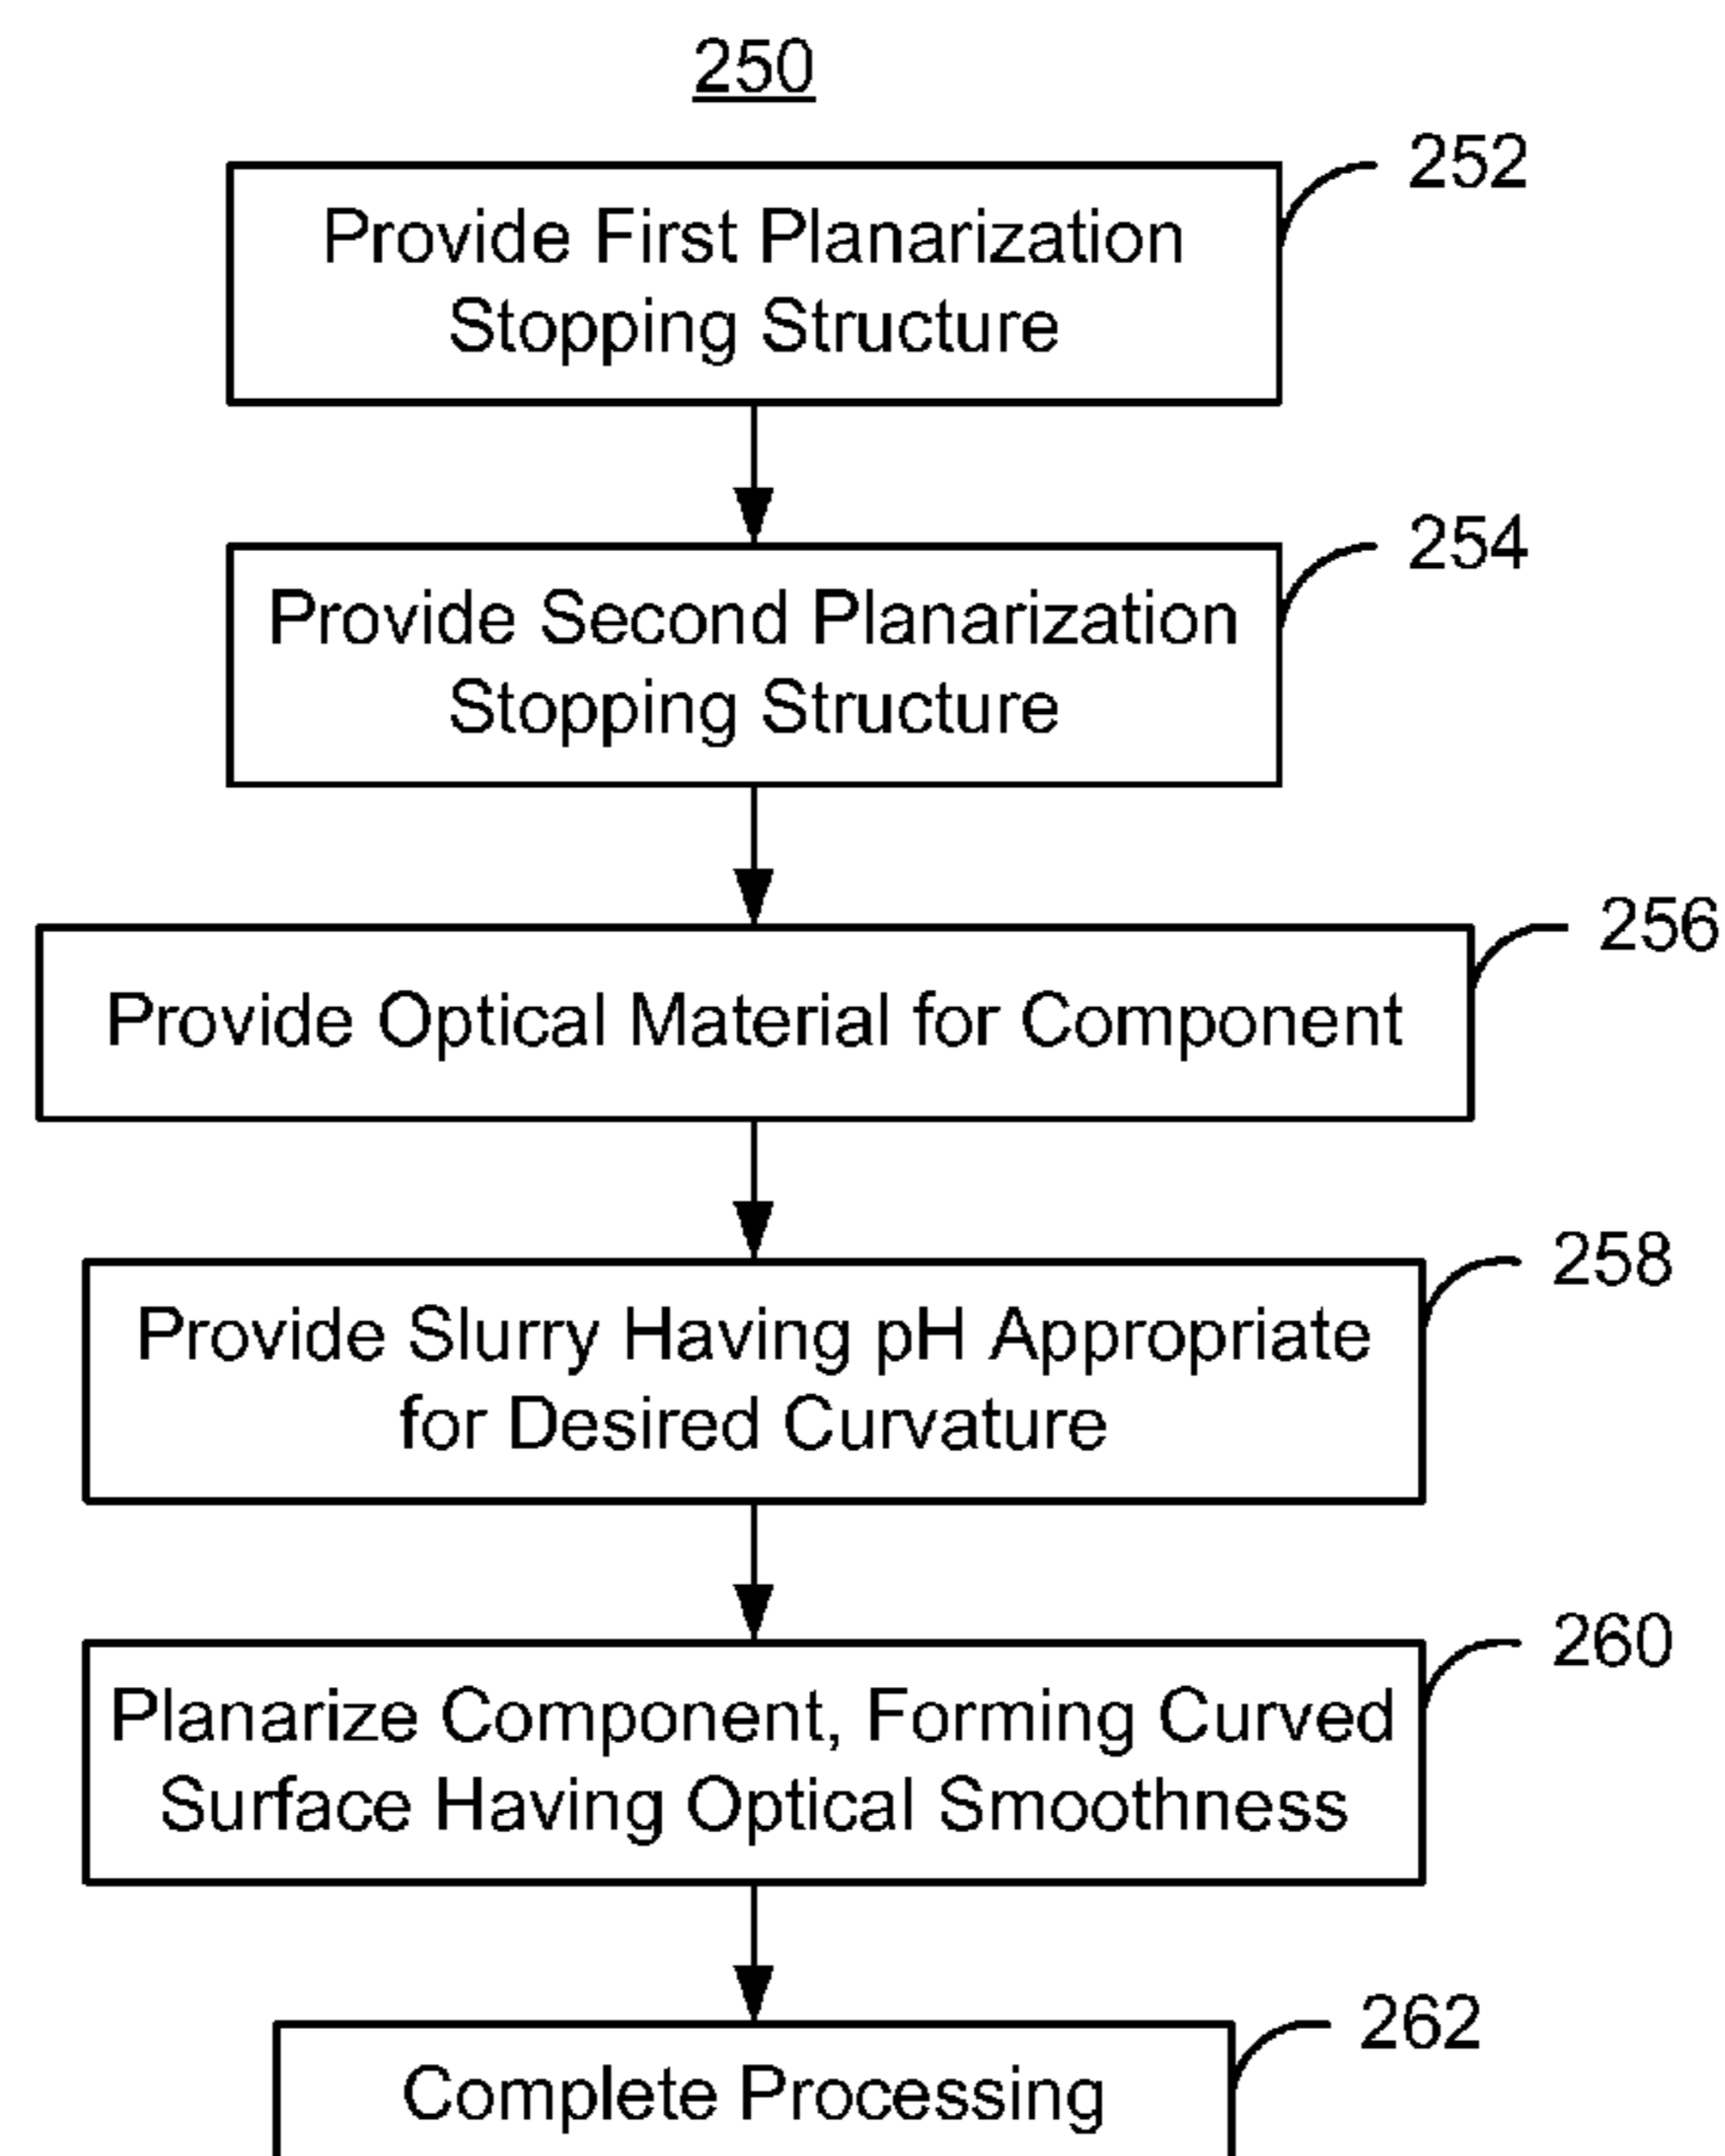 250
252
Provide First Planarization
Stopping Structure
254
Provide Second Planarization
Stopping Structure
256
Provide Optical Material for Component
258
Provide Slurry Having pH Appropriate
for Desired Curvature
260
Planarize Component, Forming Curved
Surface Having Optical Smoothness
262
Complete Processing